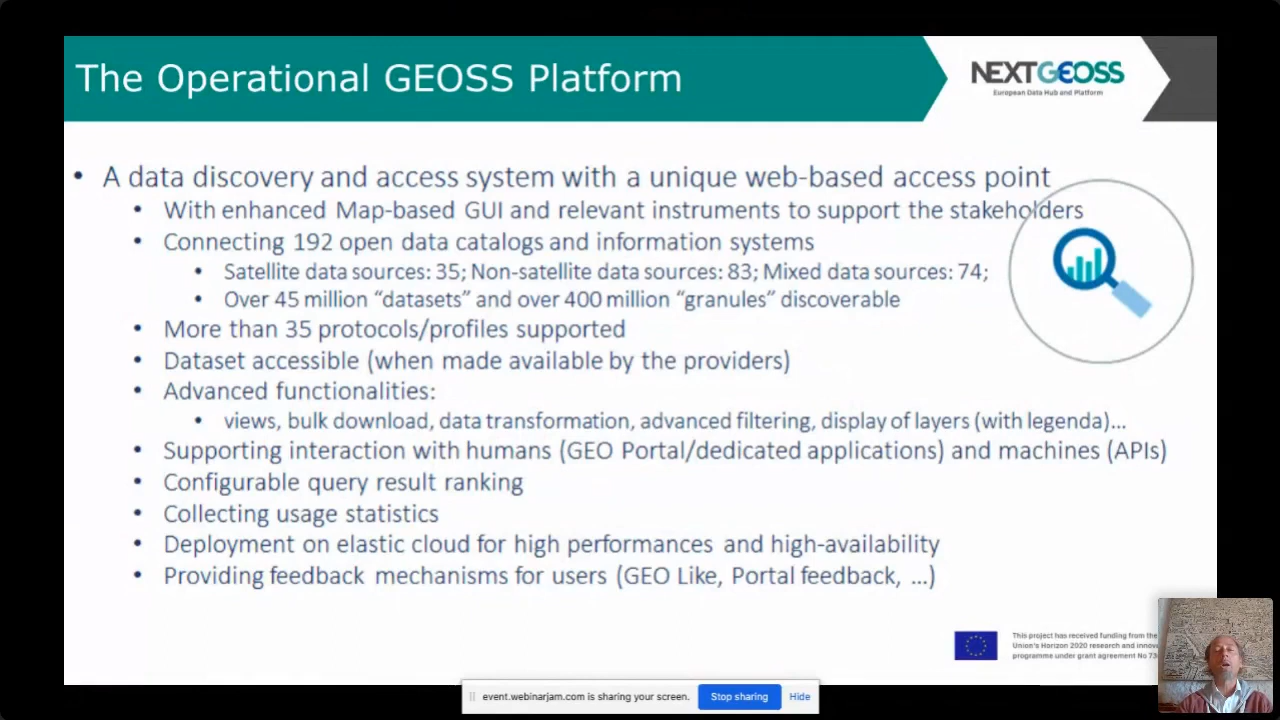 The Operational GEOSS Platform
NEXTGEOSS
European Data Hub and Platform
• A data discovery and access system with a unique web-based access point
• With enhanced Map-based GUI and relevant instruments to support the stakeholders
• Connecting 192 open data catalogs and information systems
• Satellite data sources: 35; Non-satellite data sources: 83; Mixed data sources: 74;
• Over 45 million “datasets” and over 400 million “granules” discoverable
• More than 35 protocols/profiles supported
• Dataset accessible (when made available by the providers)
• Advanced functionalities:
• views, bulk download, data transformation, advanced filtering, display of layers (with legenda)…
• Supporting interaction with humans (GEO Portal/dedicated applications) and machines (APIs)
• Configurable query result ranking
• Collecting usage statistics
• Deployment on elastic cloud for high performances and high-availability
• Providing feedback mechanisms for users (GEO Like, Portal feedback, …)
This project has received funding from the
Union's Horizon 2020 research and
programme under grant agreement No
event.webinarjam.com is sharing your screen.
Stop sharing
Hide